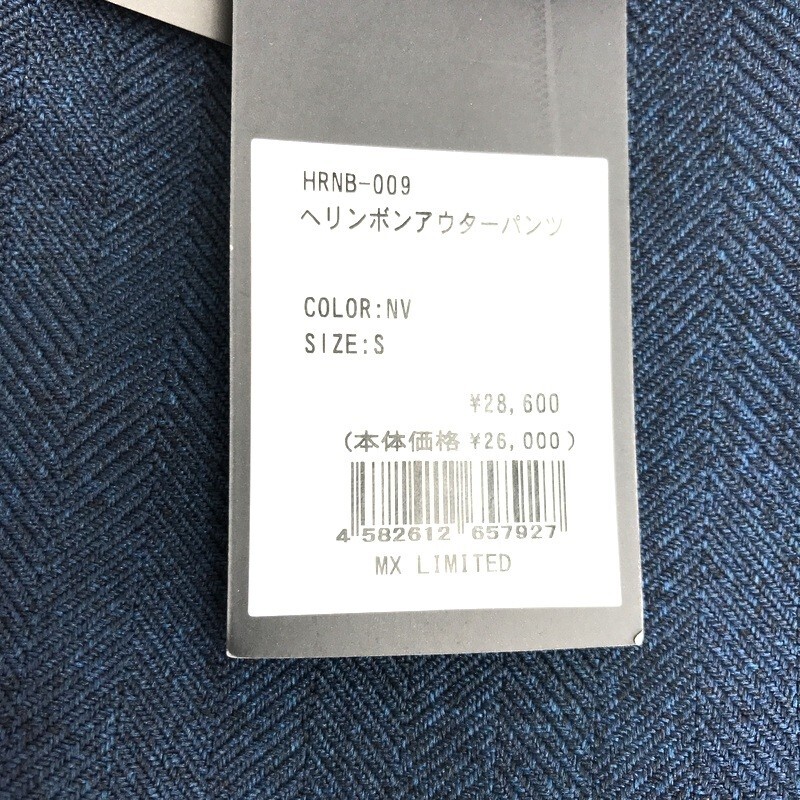 HRNB-009
ヘリンボンアウターパンツ
COLOR:NV
SIZE:S
¥28,600
(本体価格 ¥26,000)
4 582612 657927
MX LIMITED